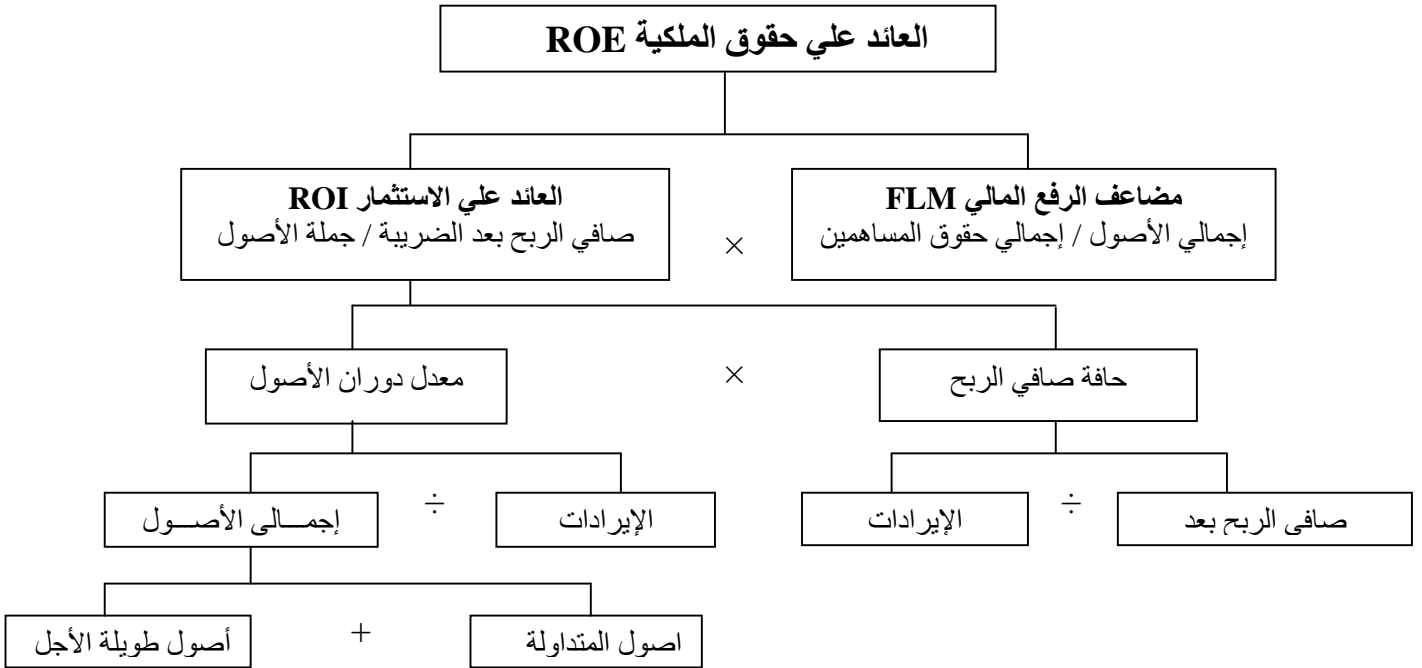 العائد علي حقوق الملكية ROE
مضاعف الرفع المالي FLM
إجمالي الأصول / إجمالي حقوق المساهمين
×
العائد علي الاستثمار ROI
صافي الربح بعد الضريبة / جملة الأصول
حافة صافي الربح
×
معدل دوران الأصول
صافى الربح بعد
÷
الإيرادات
الإيرادات
÷
إجمـــالى الأصـــول
اصول المتداولة
+
أصول طويلة الأجل